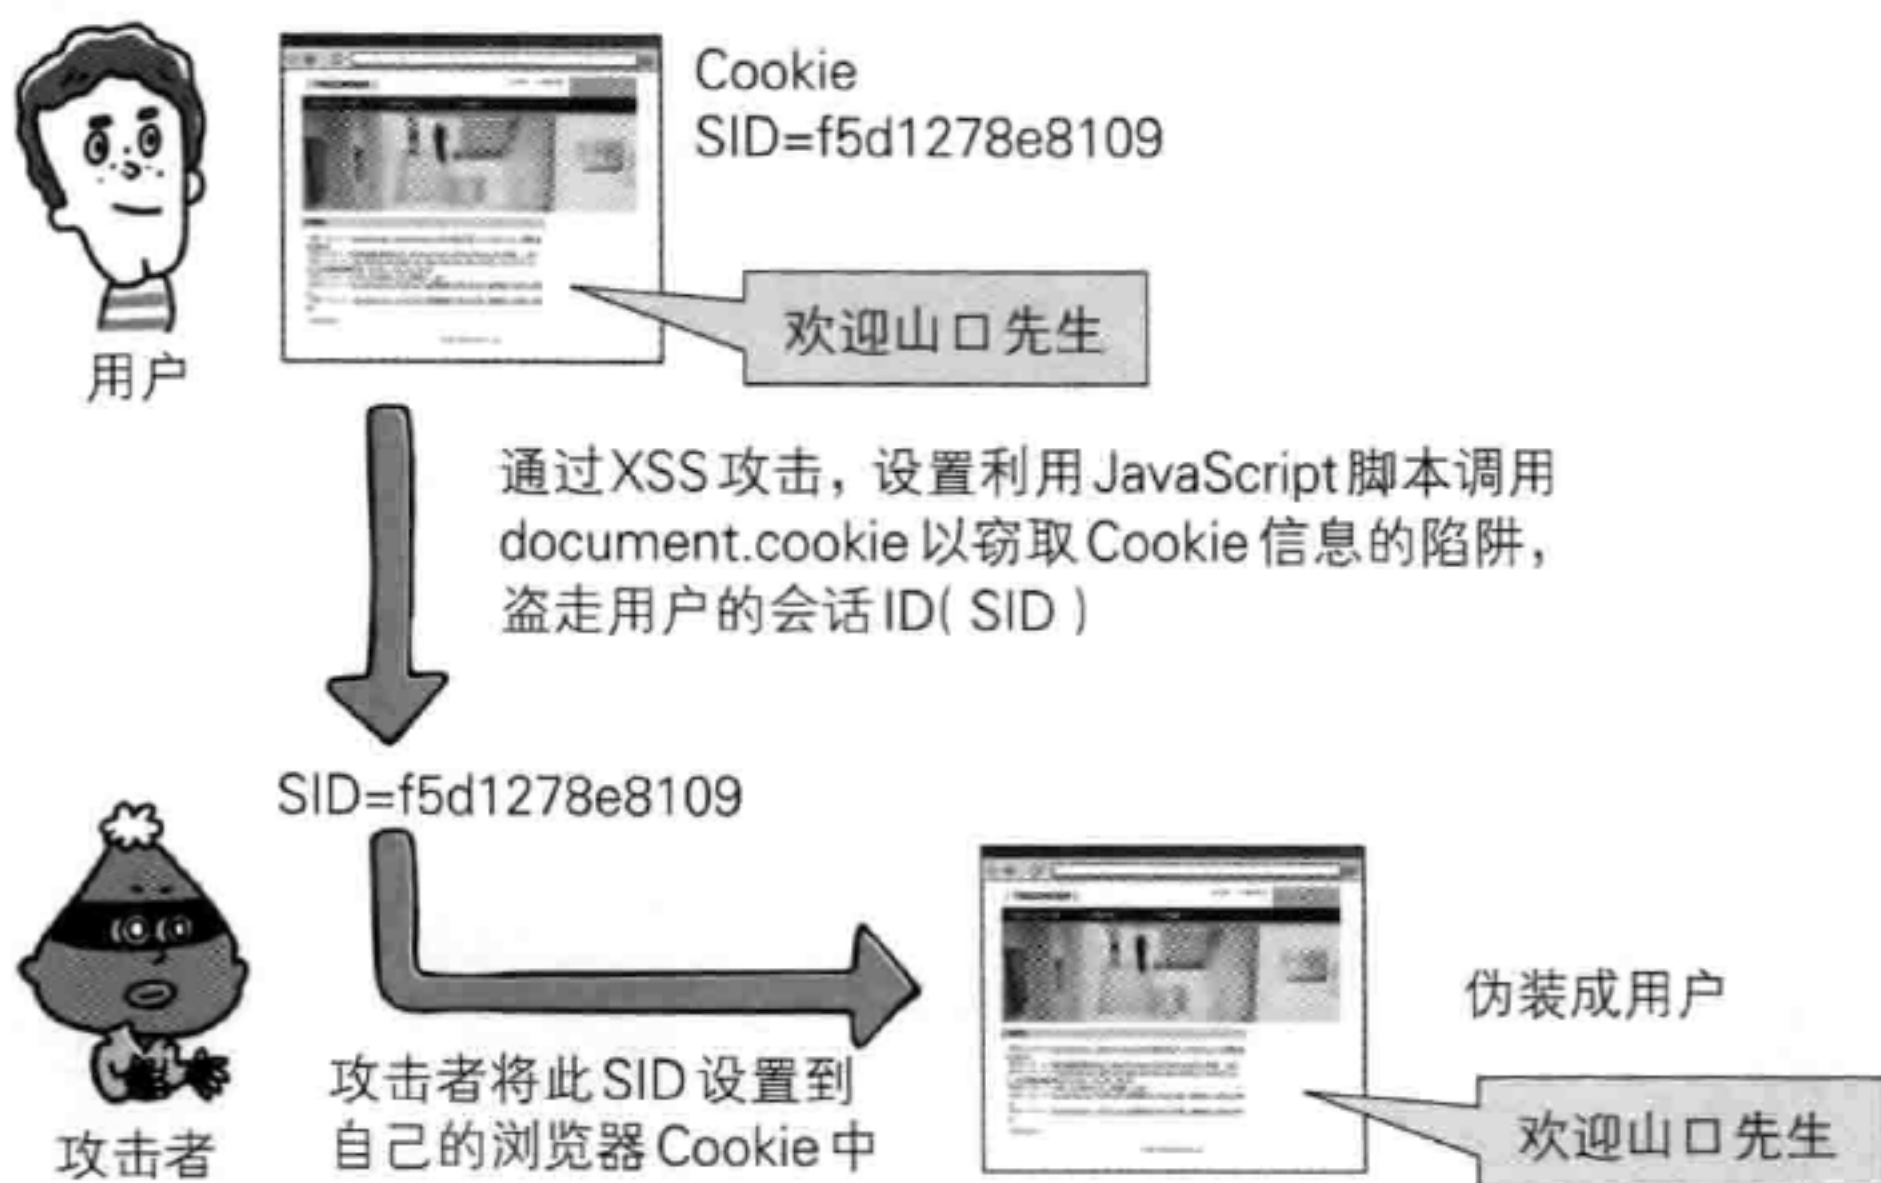 Cookie
SID=f5d1278e8109
欢迎山口先生
用户
通过XSS攻击，设置利用JavaScript脚本调用
document.cookie以窃取Cookie信息的陷阱，
盗走用户的会话ID( SID )
SID=f5d1278e8109
伪装成用户
攻击者将此SID设置到
自己的浏览器Cookie中
欢迎山口先生
攻击者